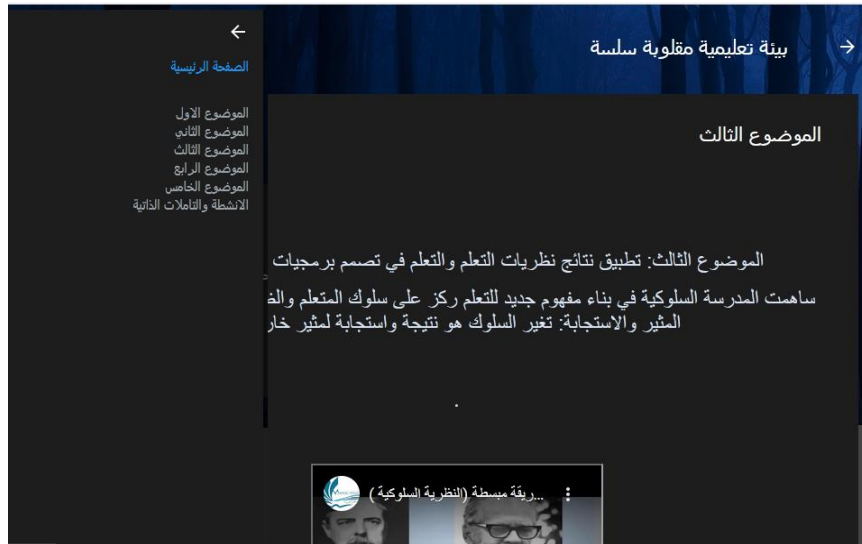 بيئة تعليمية مقلوبة سلسة
الصفحة الرئيسية
الموضوع الاول
الموضوع الثاني
الموضوع الثالث
الموضوع الرابع
الموضوع الخامس
الانشطة والتاملات الذاتية
الموضوع الثالث
الموضوع الثالث: تطبيق نتائج نظريات التعلم والتعلم في تصمم برمجيات
ساهمت المدرسة السلوكية في بناء مفهوم جديد للتعلم ركز على سلوك المتعلم
المثير والاستجابة: تغير السلوك هو نتيجة واستجابة لمثير
...ريقة مبسطة (النظرية السلوكية )